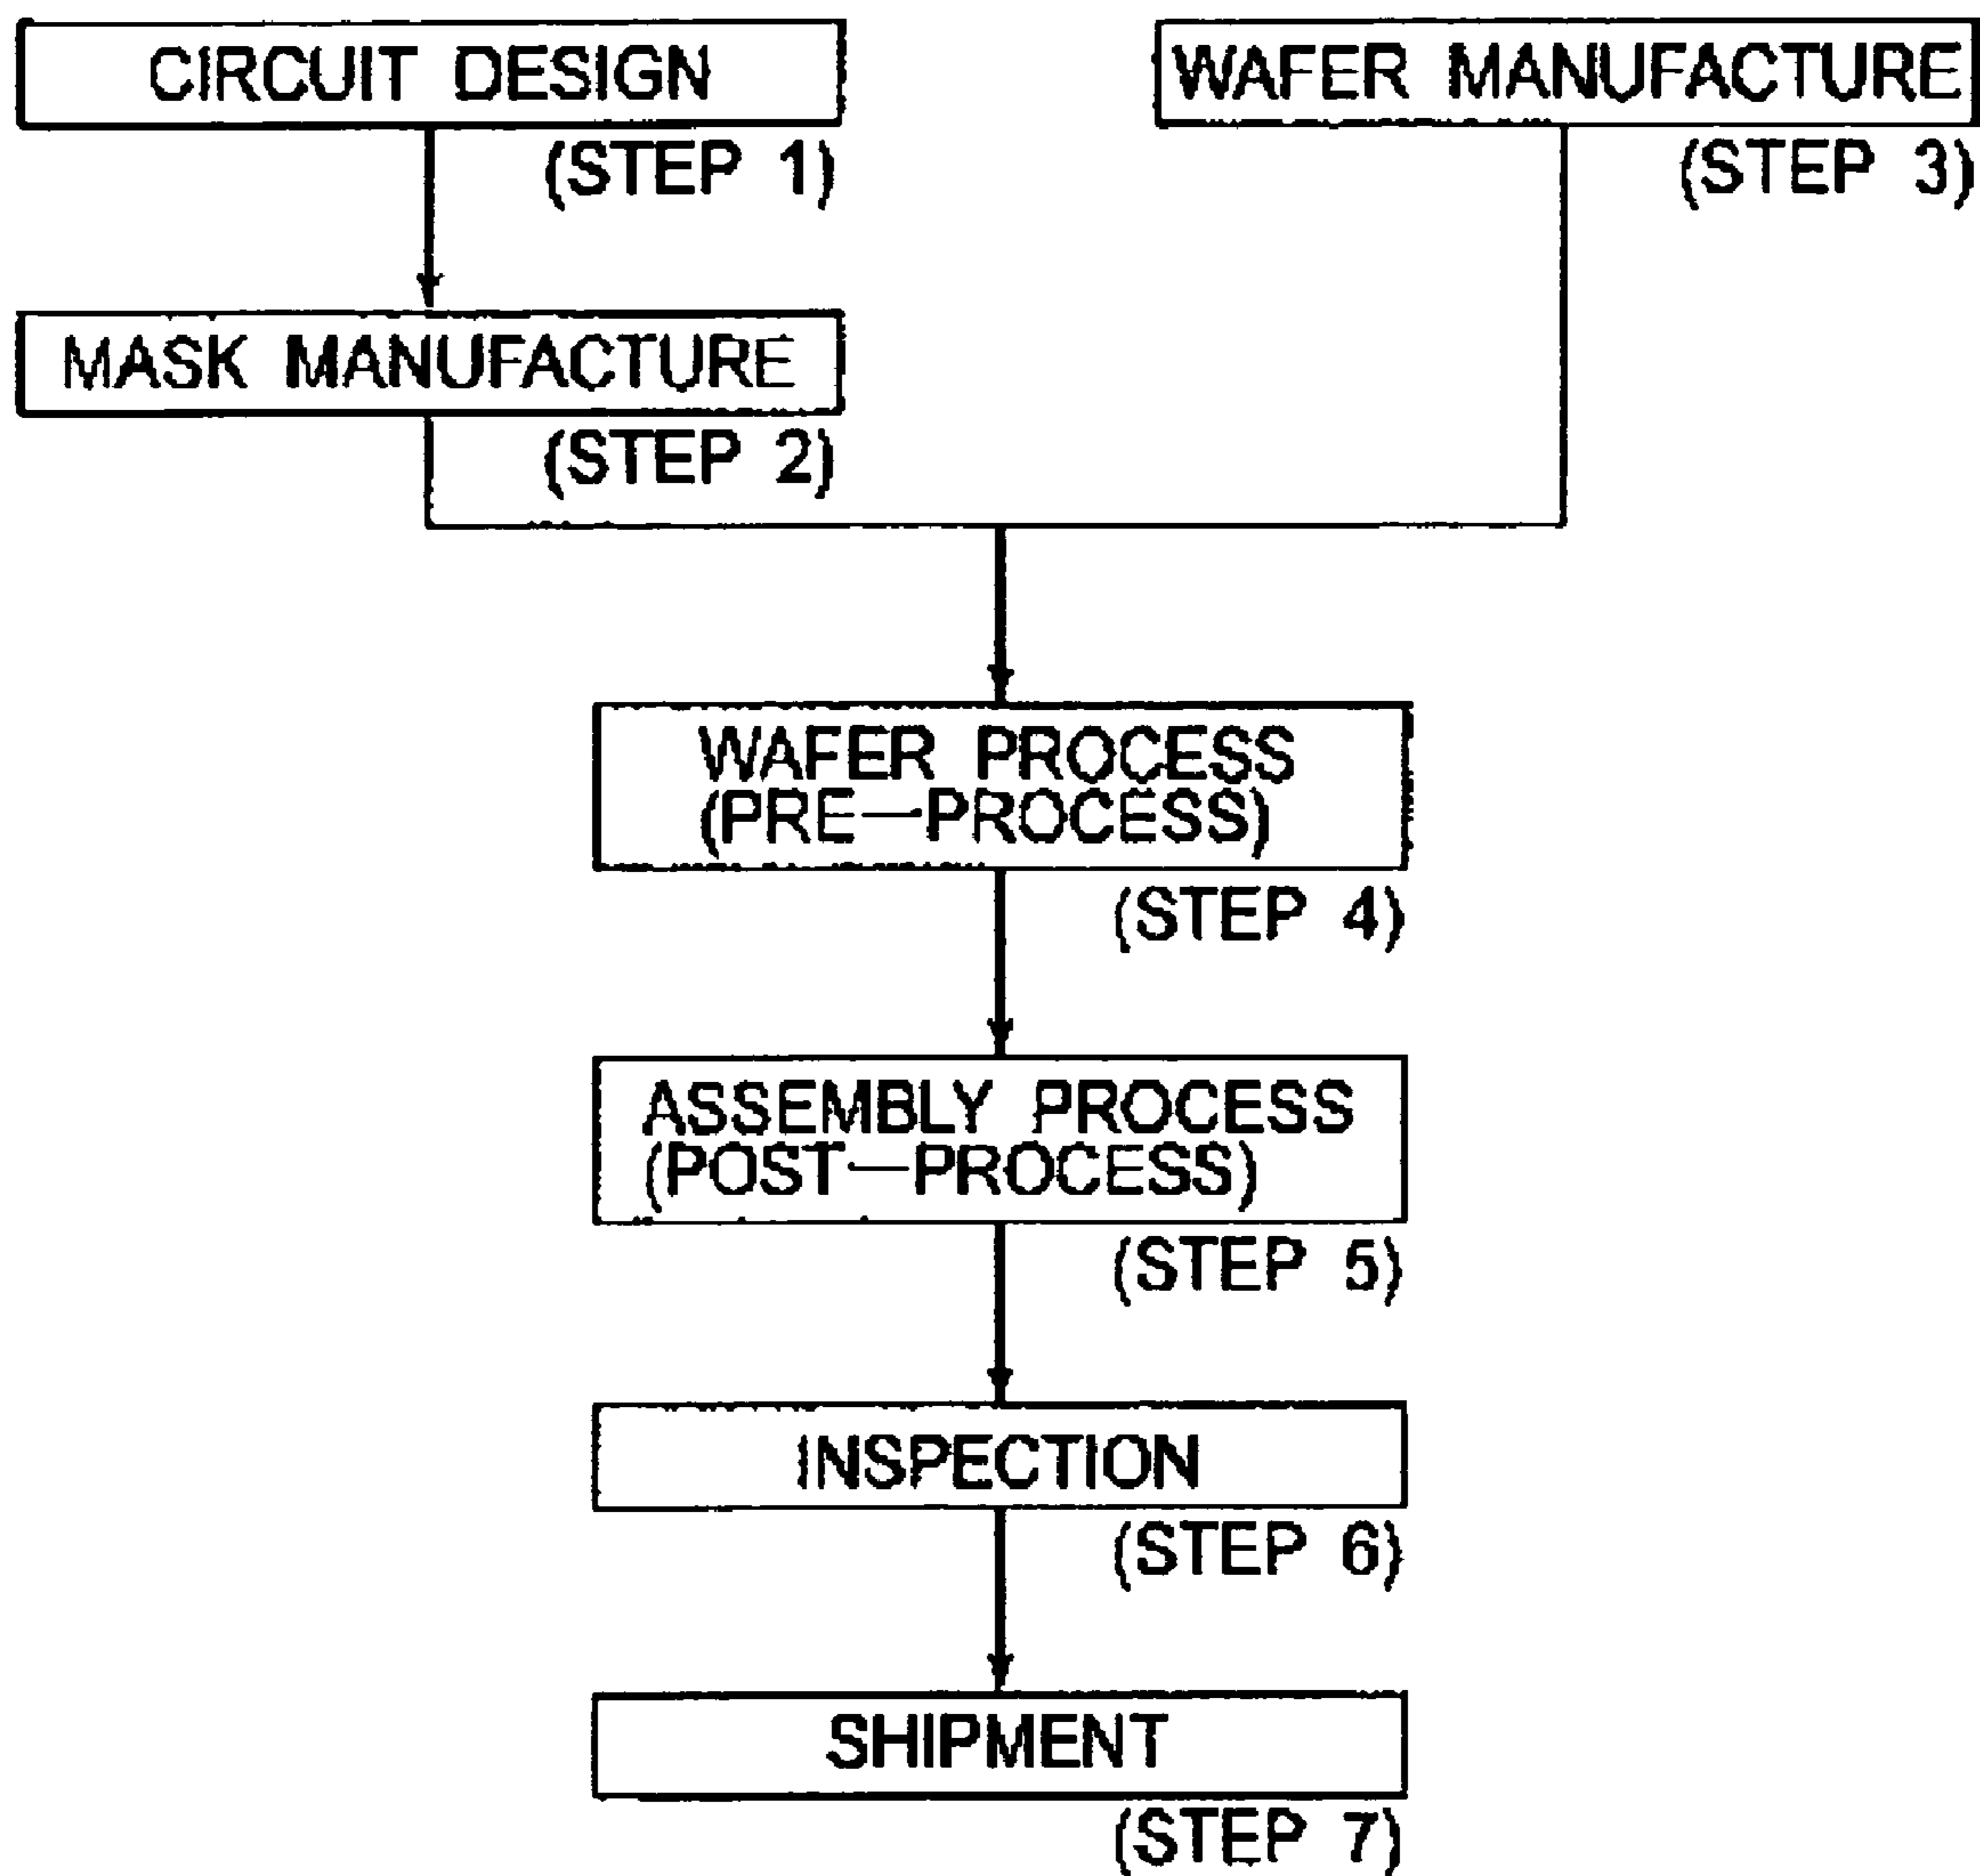 CIRCUIT DESIGN
(STEP 1)
WAFER MANUFACTURE
(STEP 3)
MASK MANUFACTURE
(STEP 2)
WAFER PROCESS
(PRE—PROCESS)
(STEP 4)
ASSEMBLY PROCESS
(POST—PROCESS)
(STEP 5)
INSPECTION
(STEP 6)
SHIPMENT
(STEP 7)